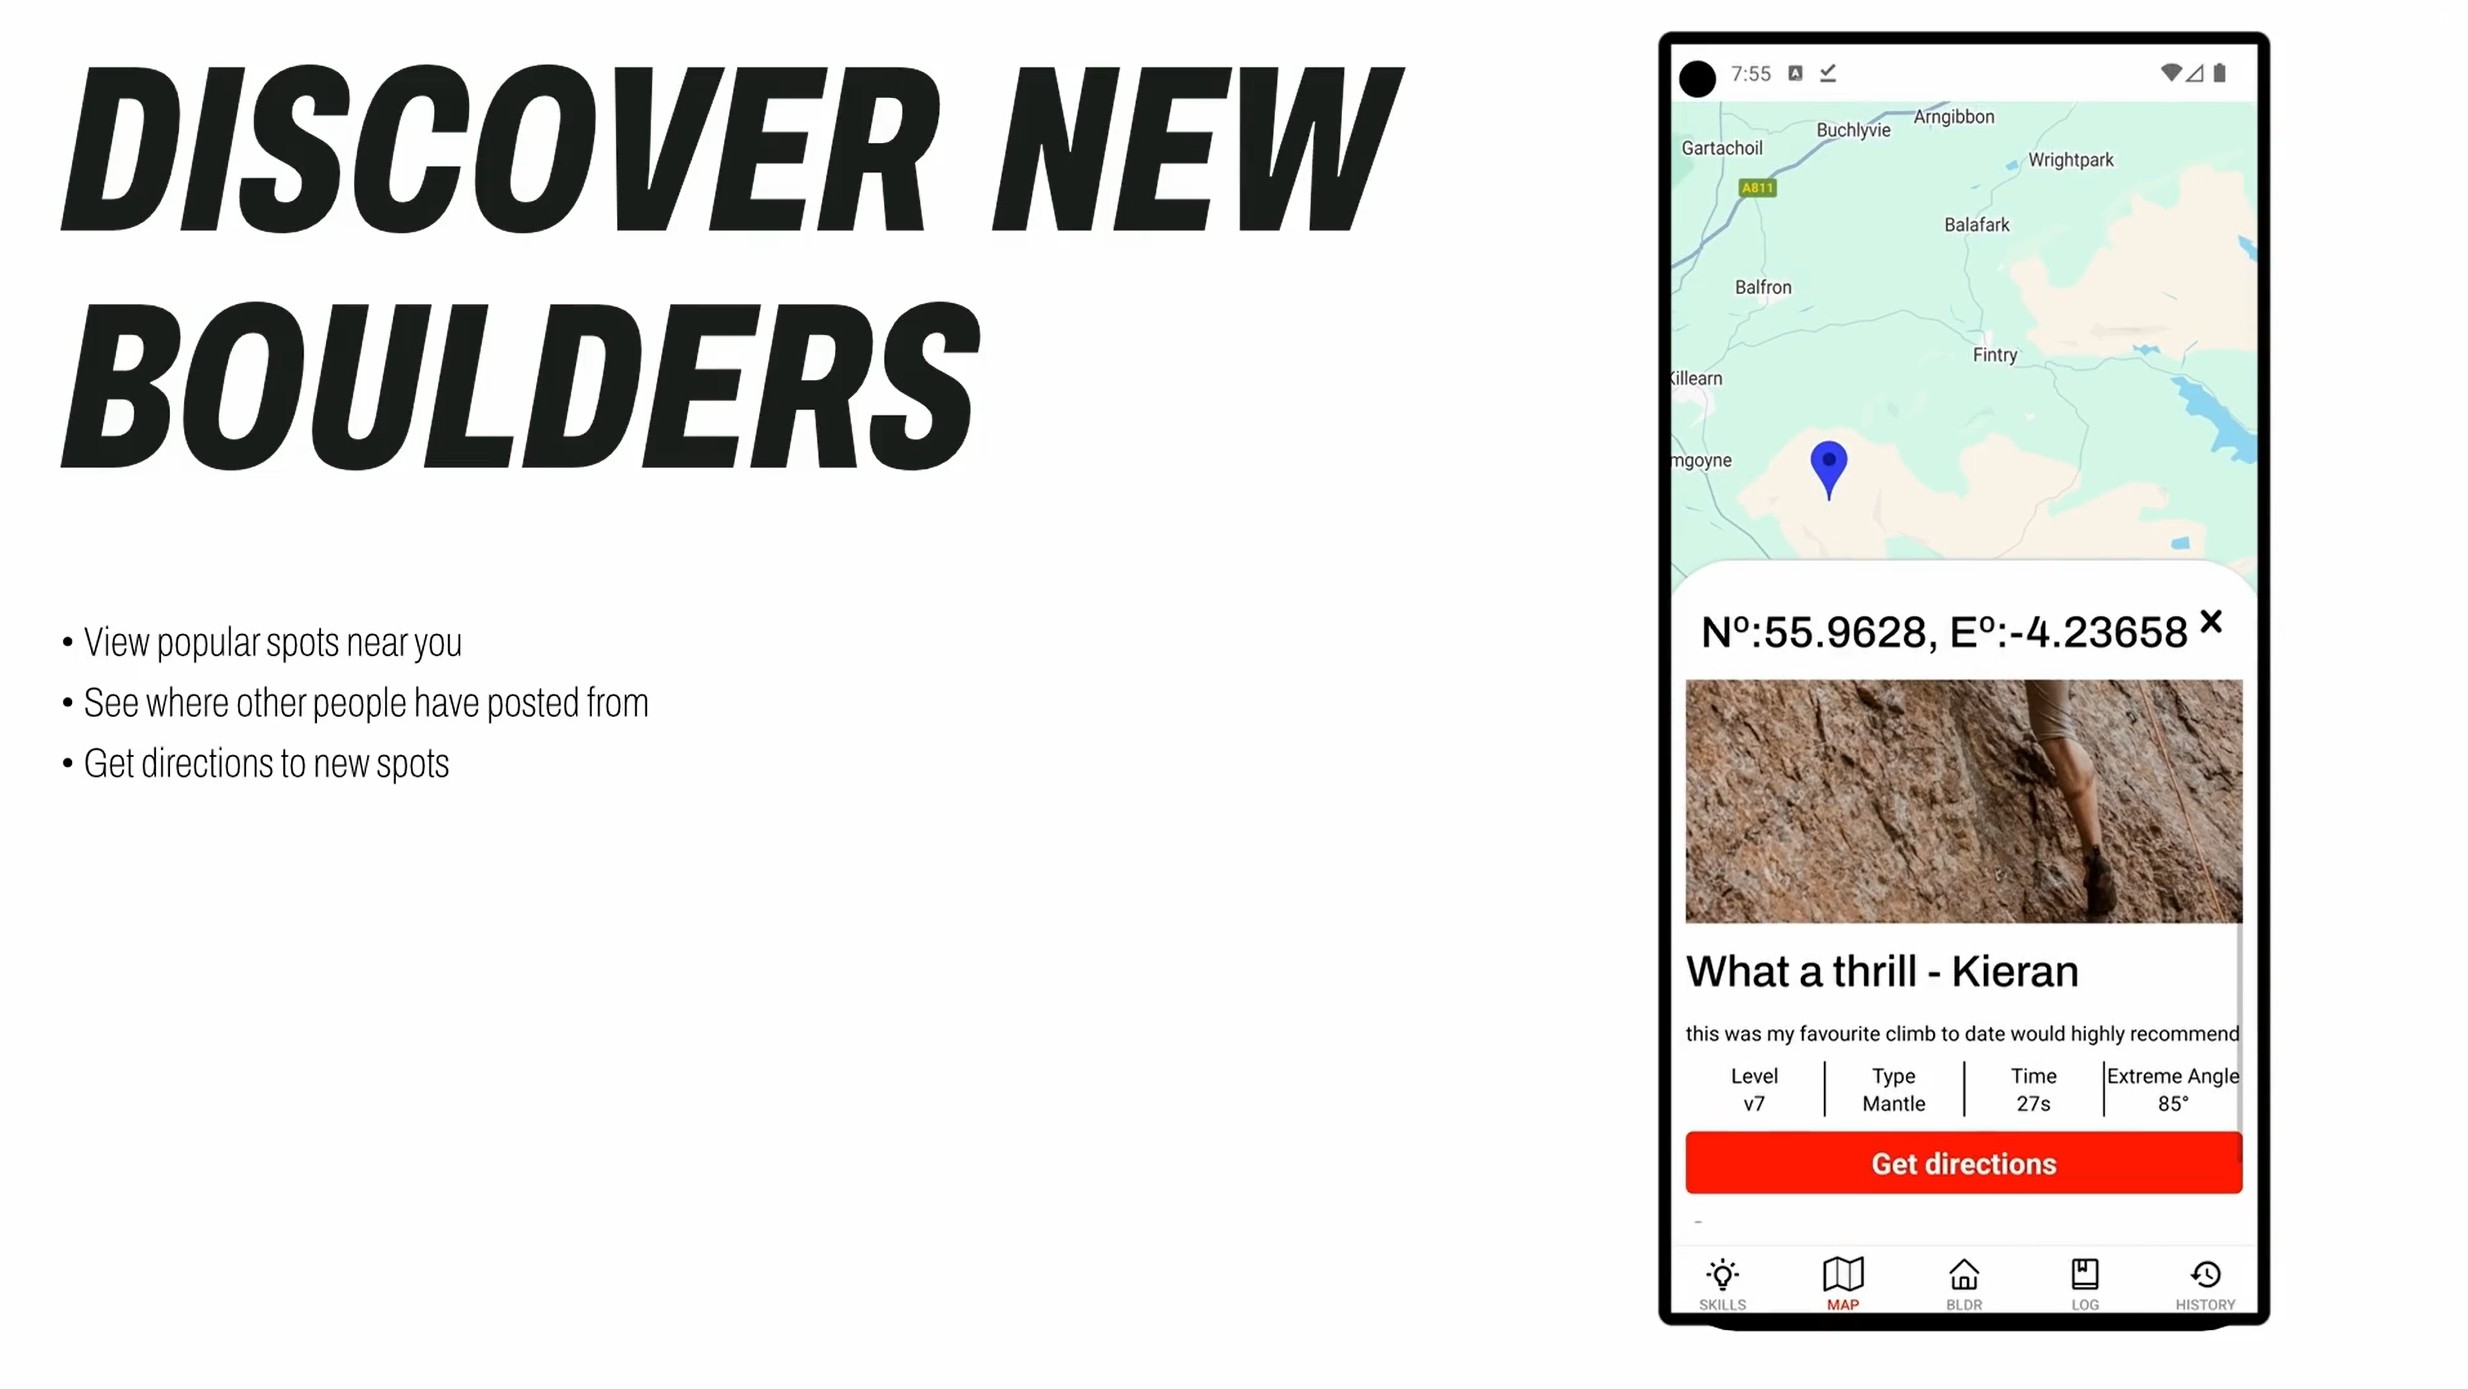 DISCOVER NEW
BOULDERS
• View popular spots near you
• See where other people have posted from
• Get directions to new spots
7:55
Arngibbon
Buchlyvie
Gartachoil
Wrightpark
A811
Balafark
Balfron
Fintry
Killearn
mgoyne
Nº:55.9628, Eº:-4.23658 ×
What a thrill - Kieran
this was my favourite climb to date would highly recommend
Level Type Time Extreme Angle
v7 Mantle 27s 85°
Get directions
-
SKILLS MAP BLDR LOG HISTORY